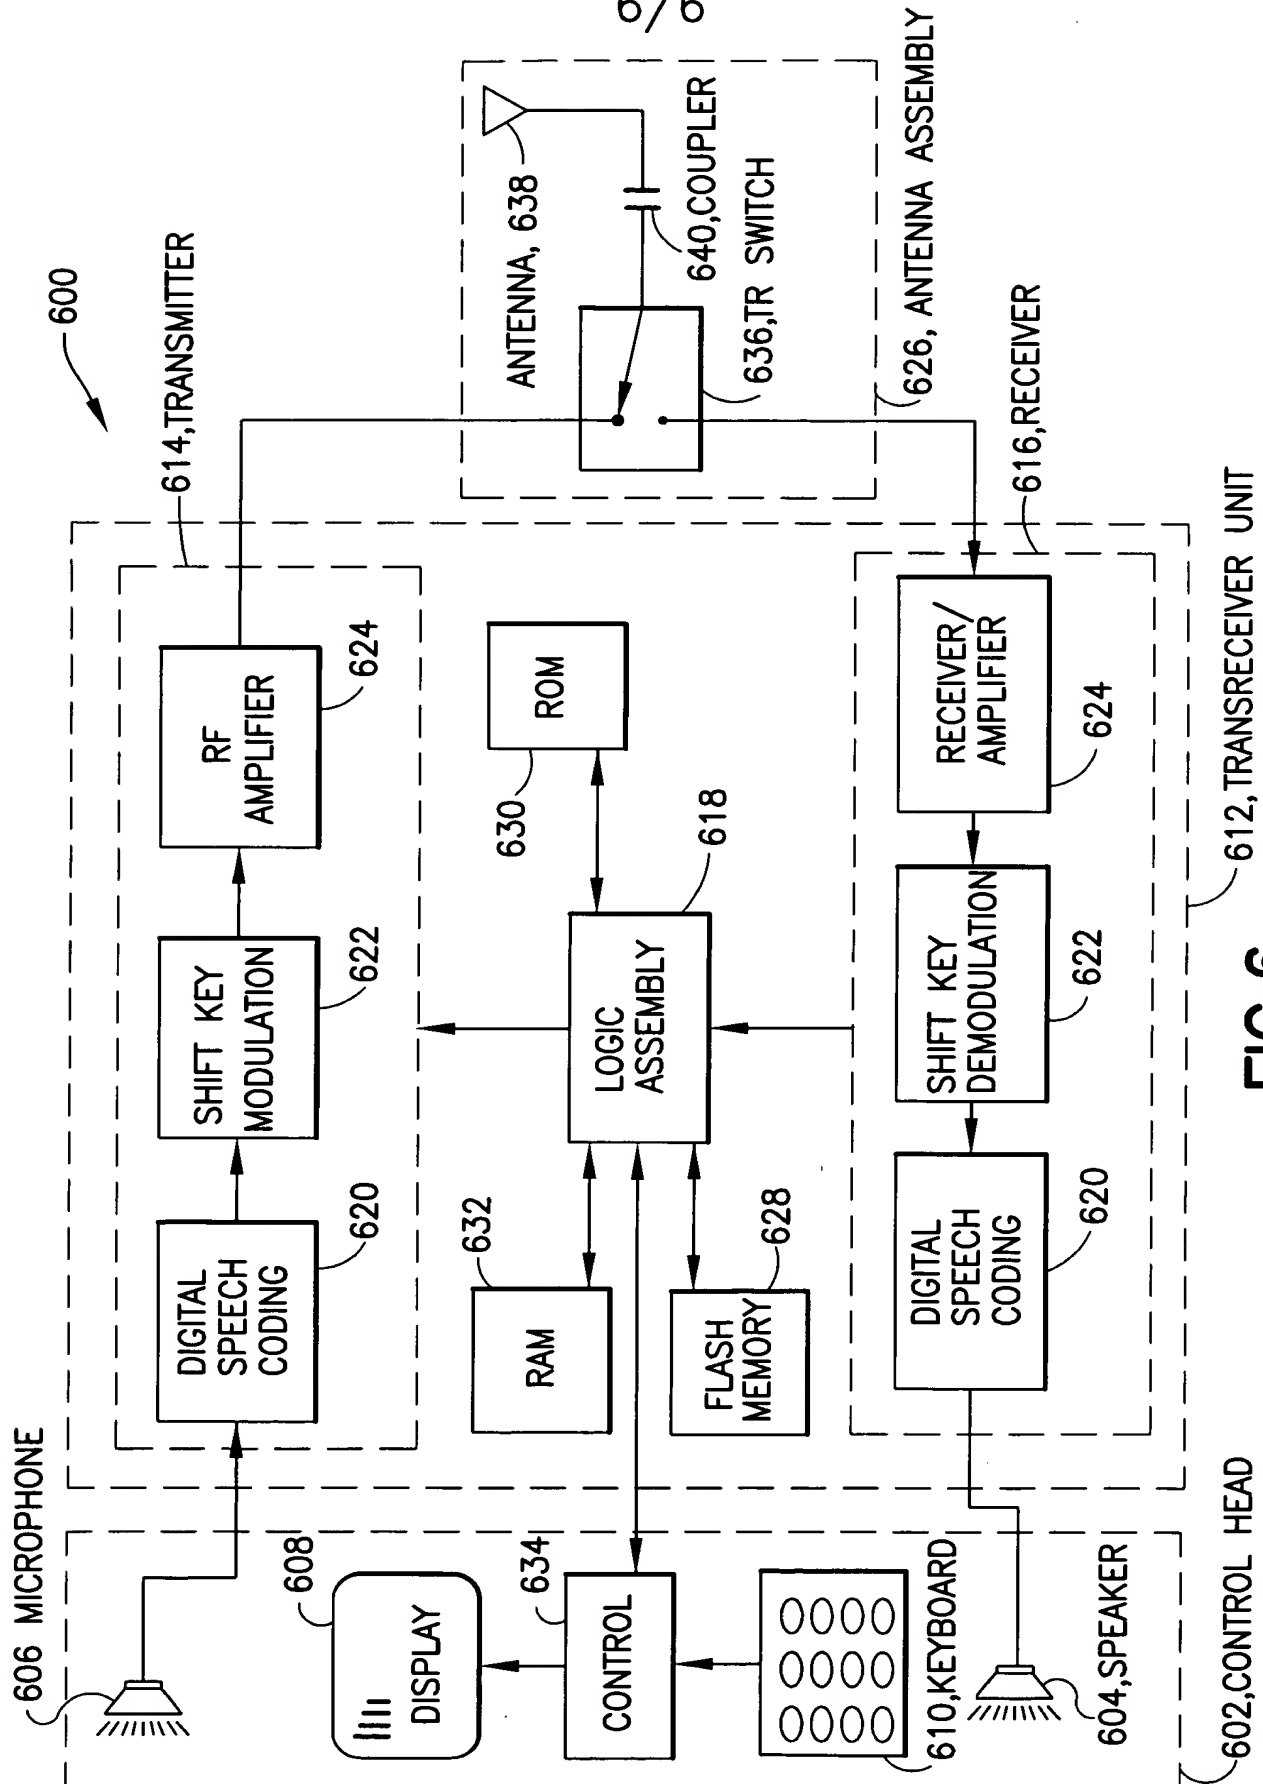 6/6
600
606 MICROPHONE
614,TRANSMITTER
DIGITAL
SPEECH
CODING
620
SHIFT KEY
MODULATION
622
RF
AMPLIFIER
624
608
DISPLAY
634
CONTROL
610,KEYBOARD
604,SPEAKER
602,CONTROL HEAD
632
RAM
FLASH
MEMORY
628
LOGIC
ASSEMBLY
618
630
ROM
ANTENNA, 638
640,COUPLER
636,TR SWITCH
626, ANTENNA ASSEMBLY
616,RECEIVER
DIGITAL
SPEECH
CODING
620
SHIFT KEY
DEMODULATION
622
RECEIVER/
AMPLIFIER
624
612,TRANSRECEIVER UNIT
FIG.6